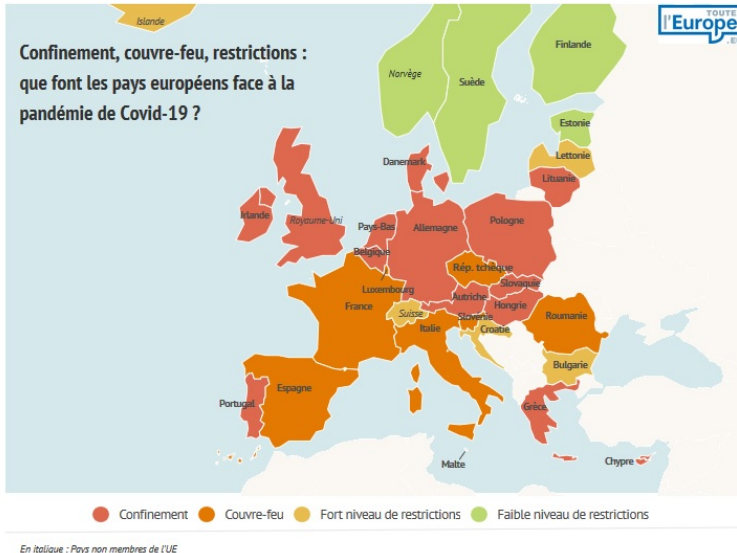 Islande
TOUTE
l'Europe
.E
Confinement, couvre-feu, restrictions :
que font les pays européens face à la
pandémie de Covid-19 ?
Finlande
Norvège
Suède
Estonie
Lettonie
Danemark
Lituanie
Irlande
Royaume-Uni
Pays-Bas
Allemagne
Pologne
Belgique
Rép. tchèque
Luxembourg
Slovaquie
Autriche
Hongrie
France
Suisse
Slovénie
Roumanie
Italie
Croatie
Bulgarie
Espagne
Portugal
Grèce
Malte
Chypre
Confinement
Couvre-feu
Fort niveau de restrictions
Faible niveau de restrictions
En italique : Pays non membres de l'UE